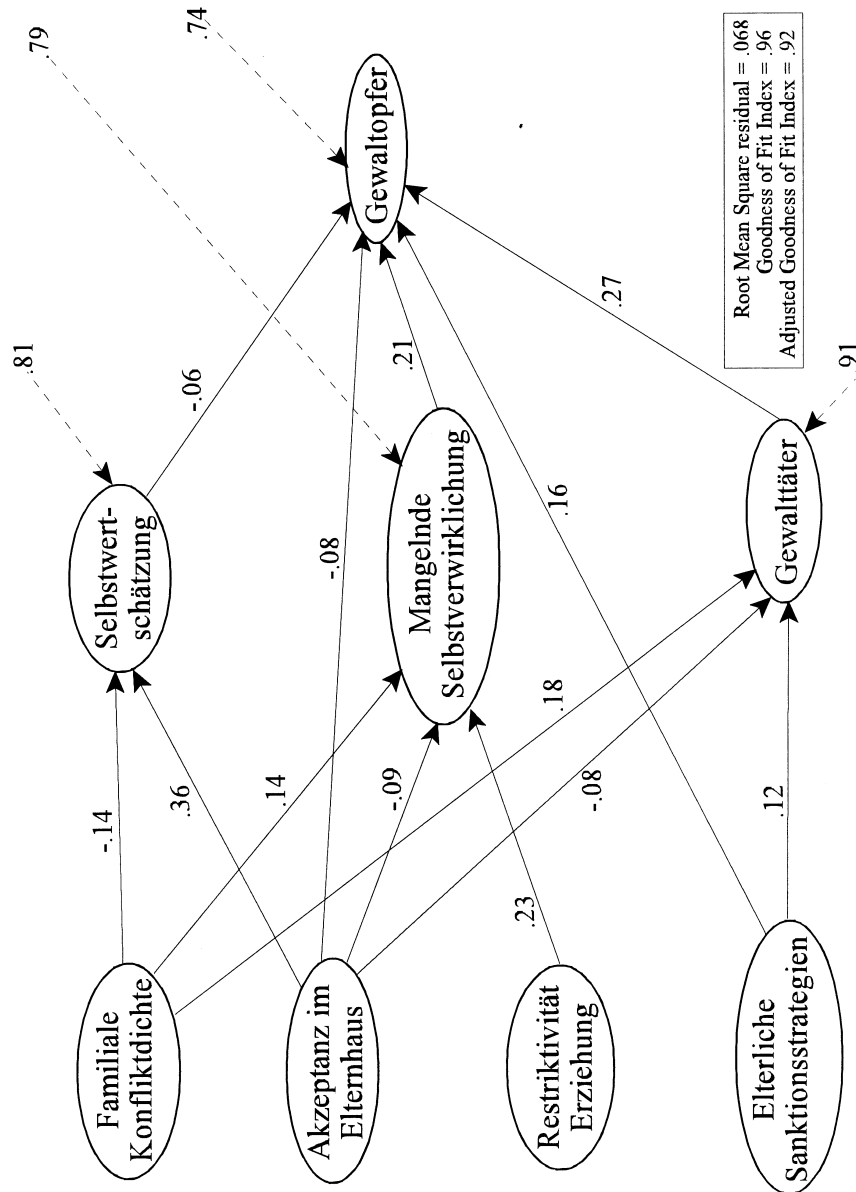 .81
.79
.74
Familiale
Konfliktdichte
-.14
Selbstwert-
schätzung
-.06
.36
Akzeptanz im
Elternhaus
.14
-.08
Mangelnde
Selbstverwirklichung
.21
Gewaltopfer
-.09
Restriktivität
Erziehung
.23
.18
-.08
.16
.27
Elterliche
Sanktionsstrategien
.12
Gewalttäter
.91
Root Mean Square residual = .068
Goodness of Fit Index = .96
Adjusted Goodness of Fit Index = .92